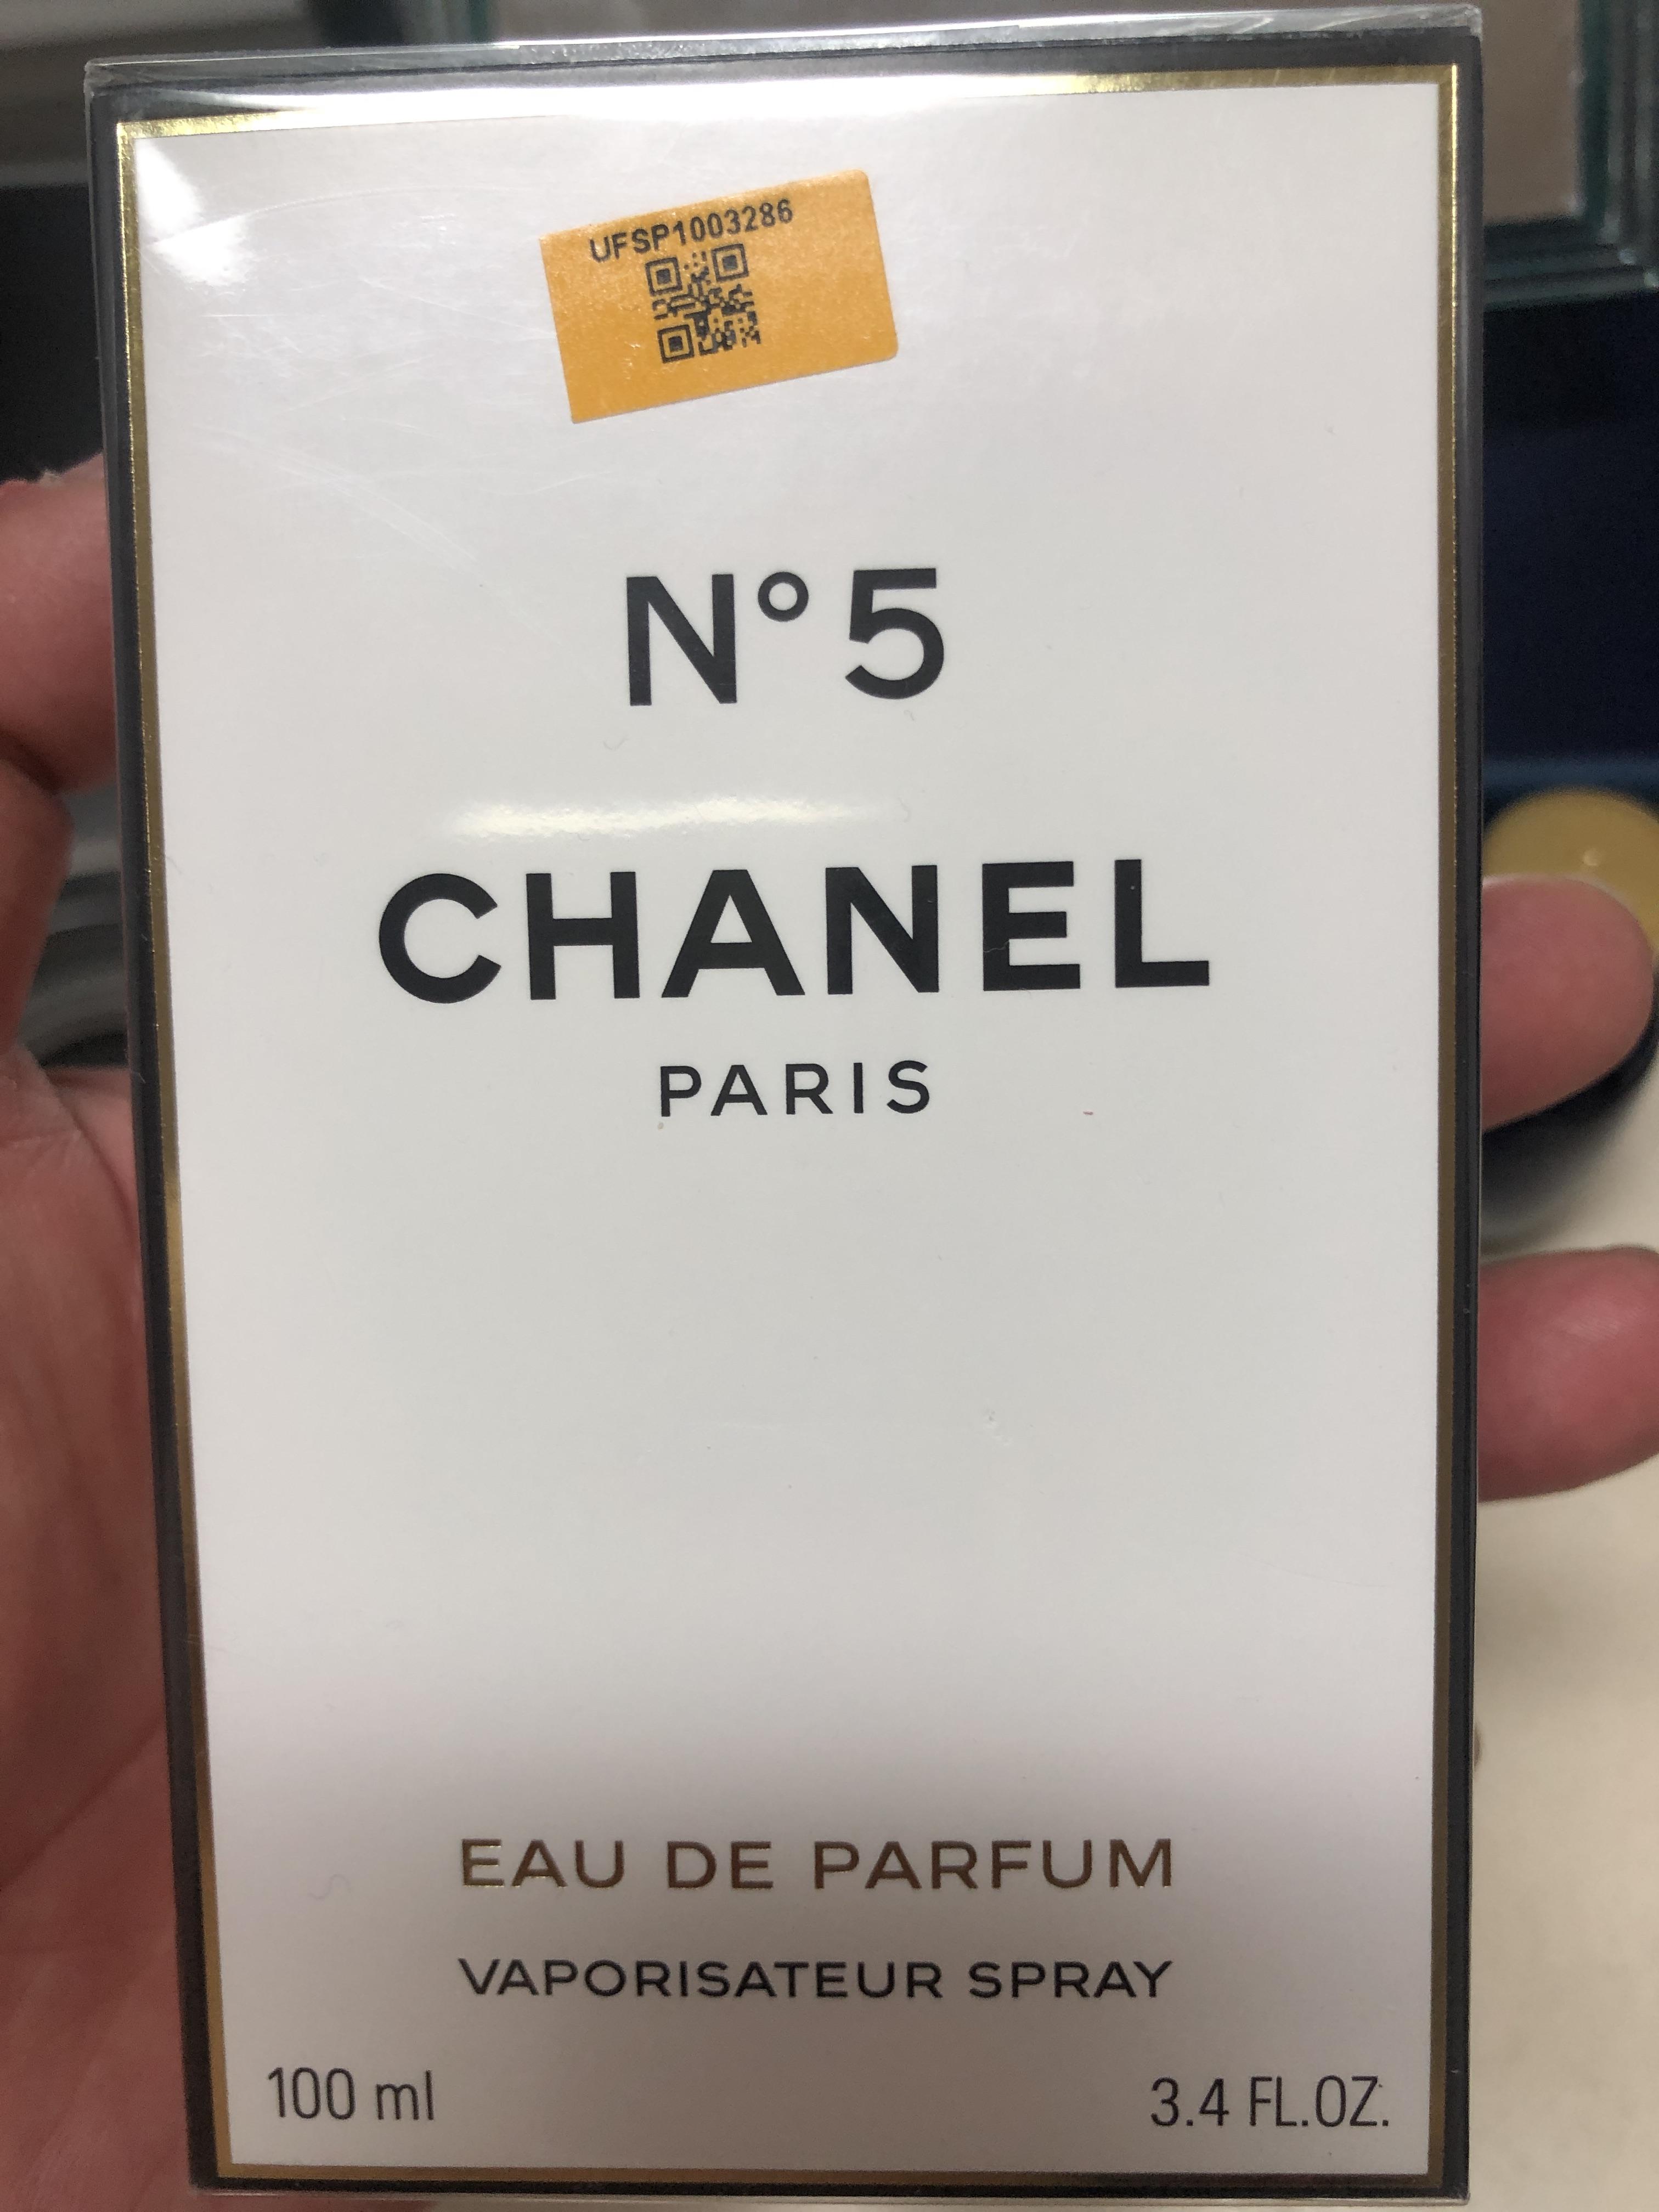 UFSP1003286
N°5
CHANEL
PARIS
EAU DE PARFUM
VAPORISATEUR SPRAY
100 ml
3.4 FL.OZ.